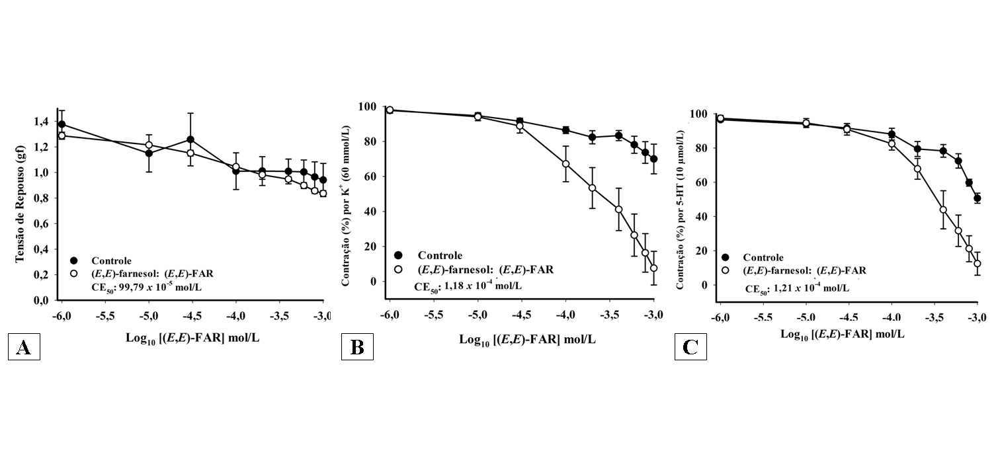 Tensão de Repouso (gf)
1,4
1,2
1,0
0,8
0,6
0,4
0,2
0,0
Controle
(E,E)-farnesol: (E,E)-FAR
CE50: 99,79 x 10-5 mol/L
-6,0 -5,0 -5,5 -4,5 -4,0 -3,5 -3,0
Log10 [(E,E)-FAR] mol/L
A
Contração (%) por K+ (60 mmol/L)
100
80
60
40
20
0
Controle
(E,E)-farnesol: (E,E)-FAR
CE50: 1,18 x 10-4 mol/L
-6,0 -5,5 -5,0 -4,5 -4,0 -3,5 -3,0
Log10 [(E,E)-FAR] mol/L
B
Contração (%) por 5-HT (10 µmol/L)
100
80
60
40
20
0
Controle
(E,E)-farnesol: (E,E)-FAR
CE50: 1,21 x 10-4 mol/L
-6,0 -5.5 -5,0 -4.5 -4.0 -3,5 -3,0
Log10 [(E,E)-FAR] mol/L
C